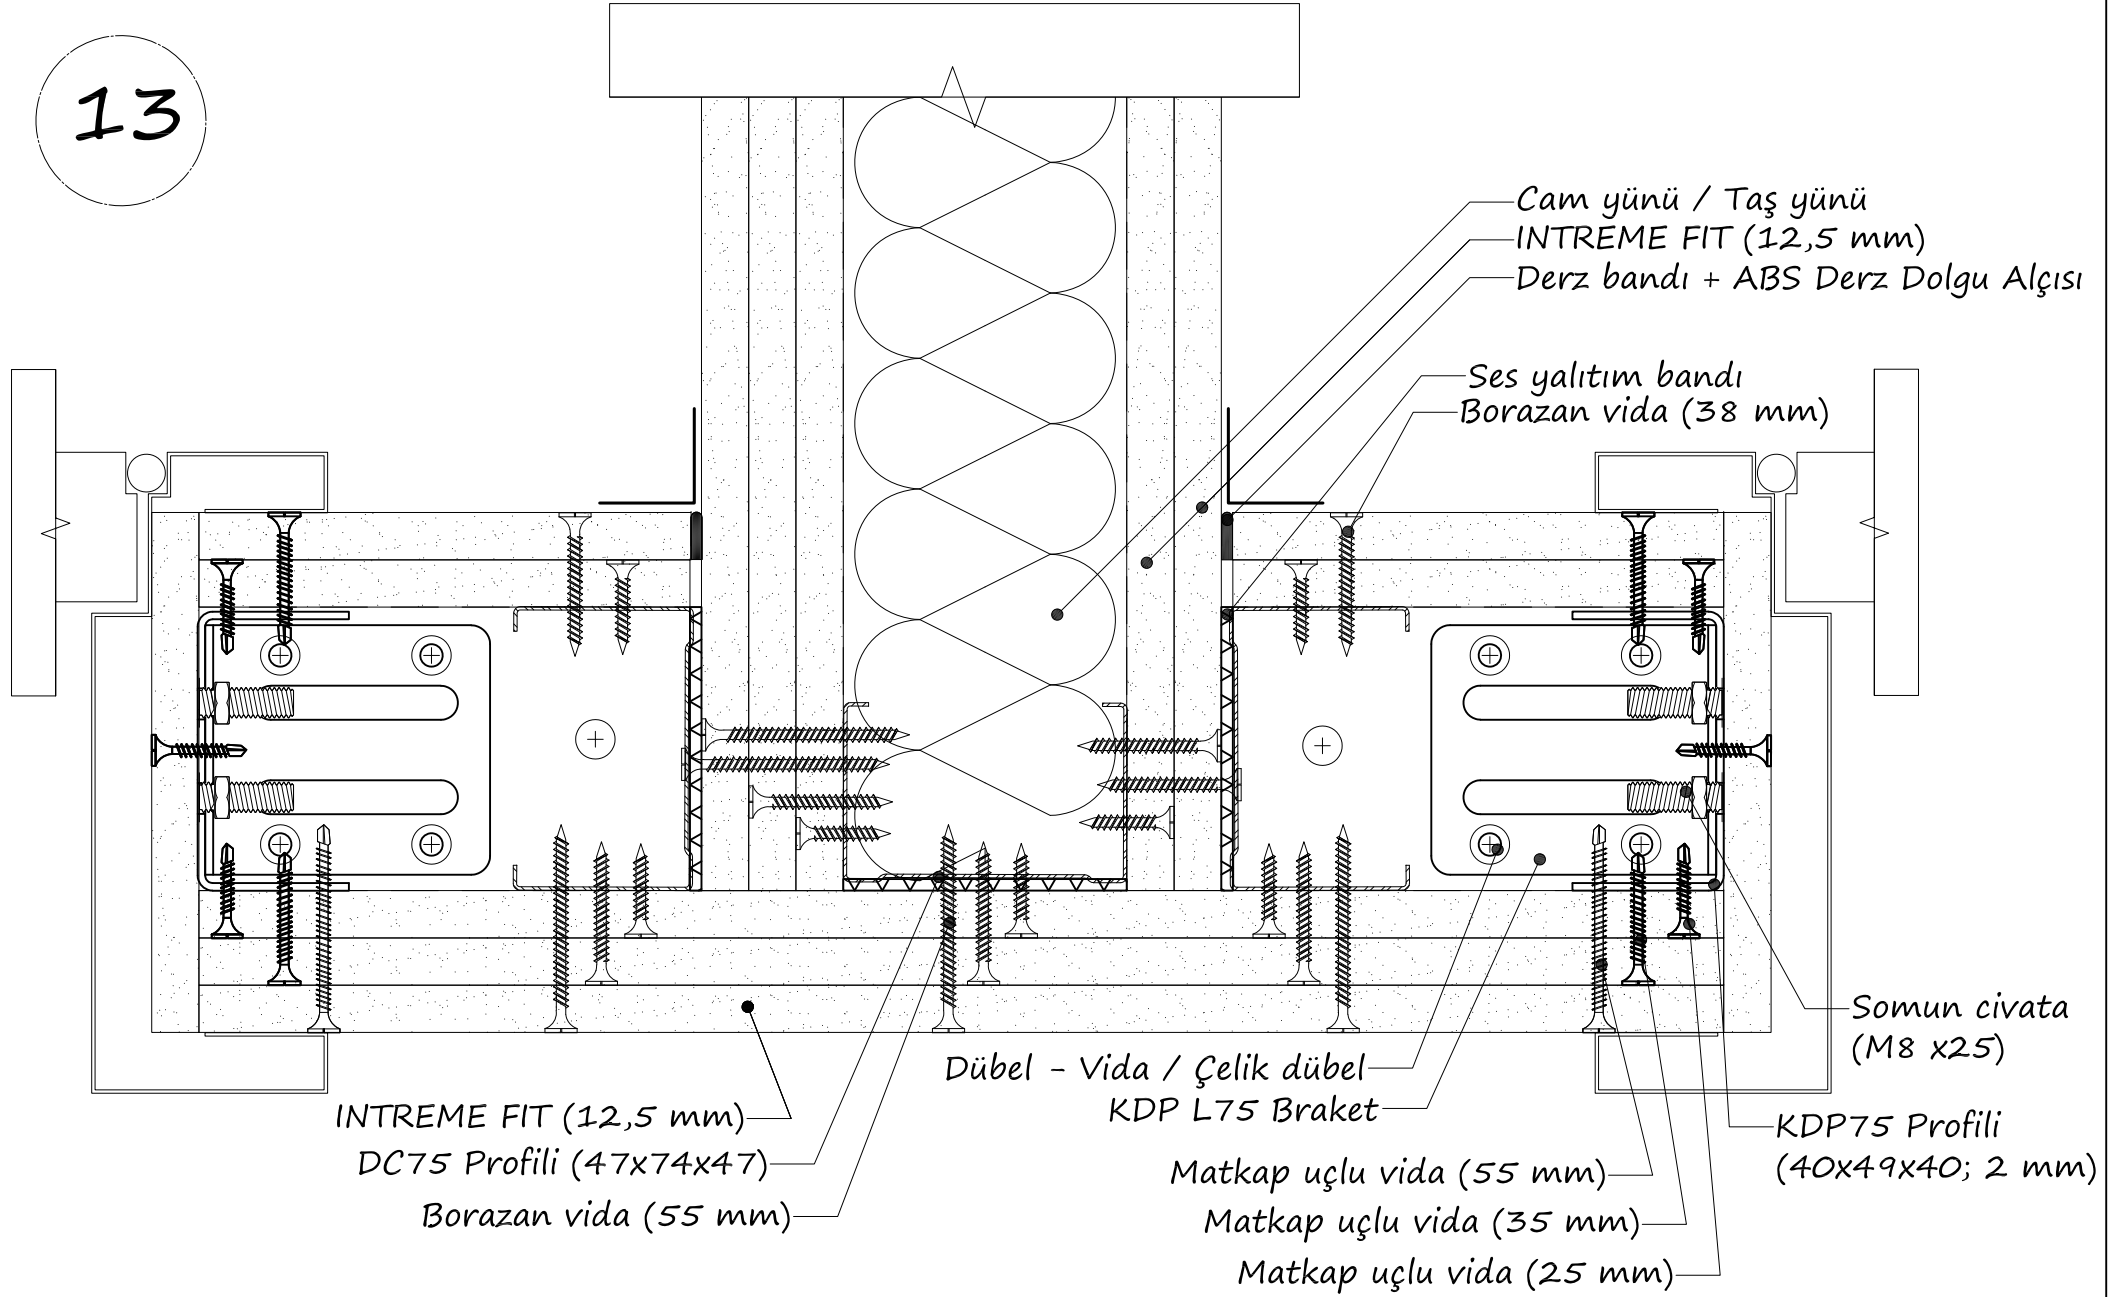 13
Cam yünü / Taş yünü
INTREME FIT (12,5 mm)
Derz bandı + ABS Derz Dolgu Alçısı
Ses yalıtım bandı
Borazan vida (38 mm)
Somun civata
(M8 x25)
Dübel - Vida / Çelik dübel
KDP L75 Braket
INTREME FIT (12,5 mm)
KDP75 Profili
(40x49x40; 2 mm)
DC75 Profili (47x74x47)
Matkap uçlu vida (55 mm)
Borazan vida (55 mm)
Matkap uçlu vida (35 mm)
Matkap uçlu vida (25 mm)